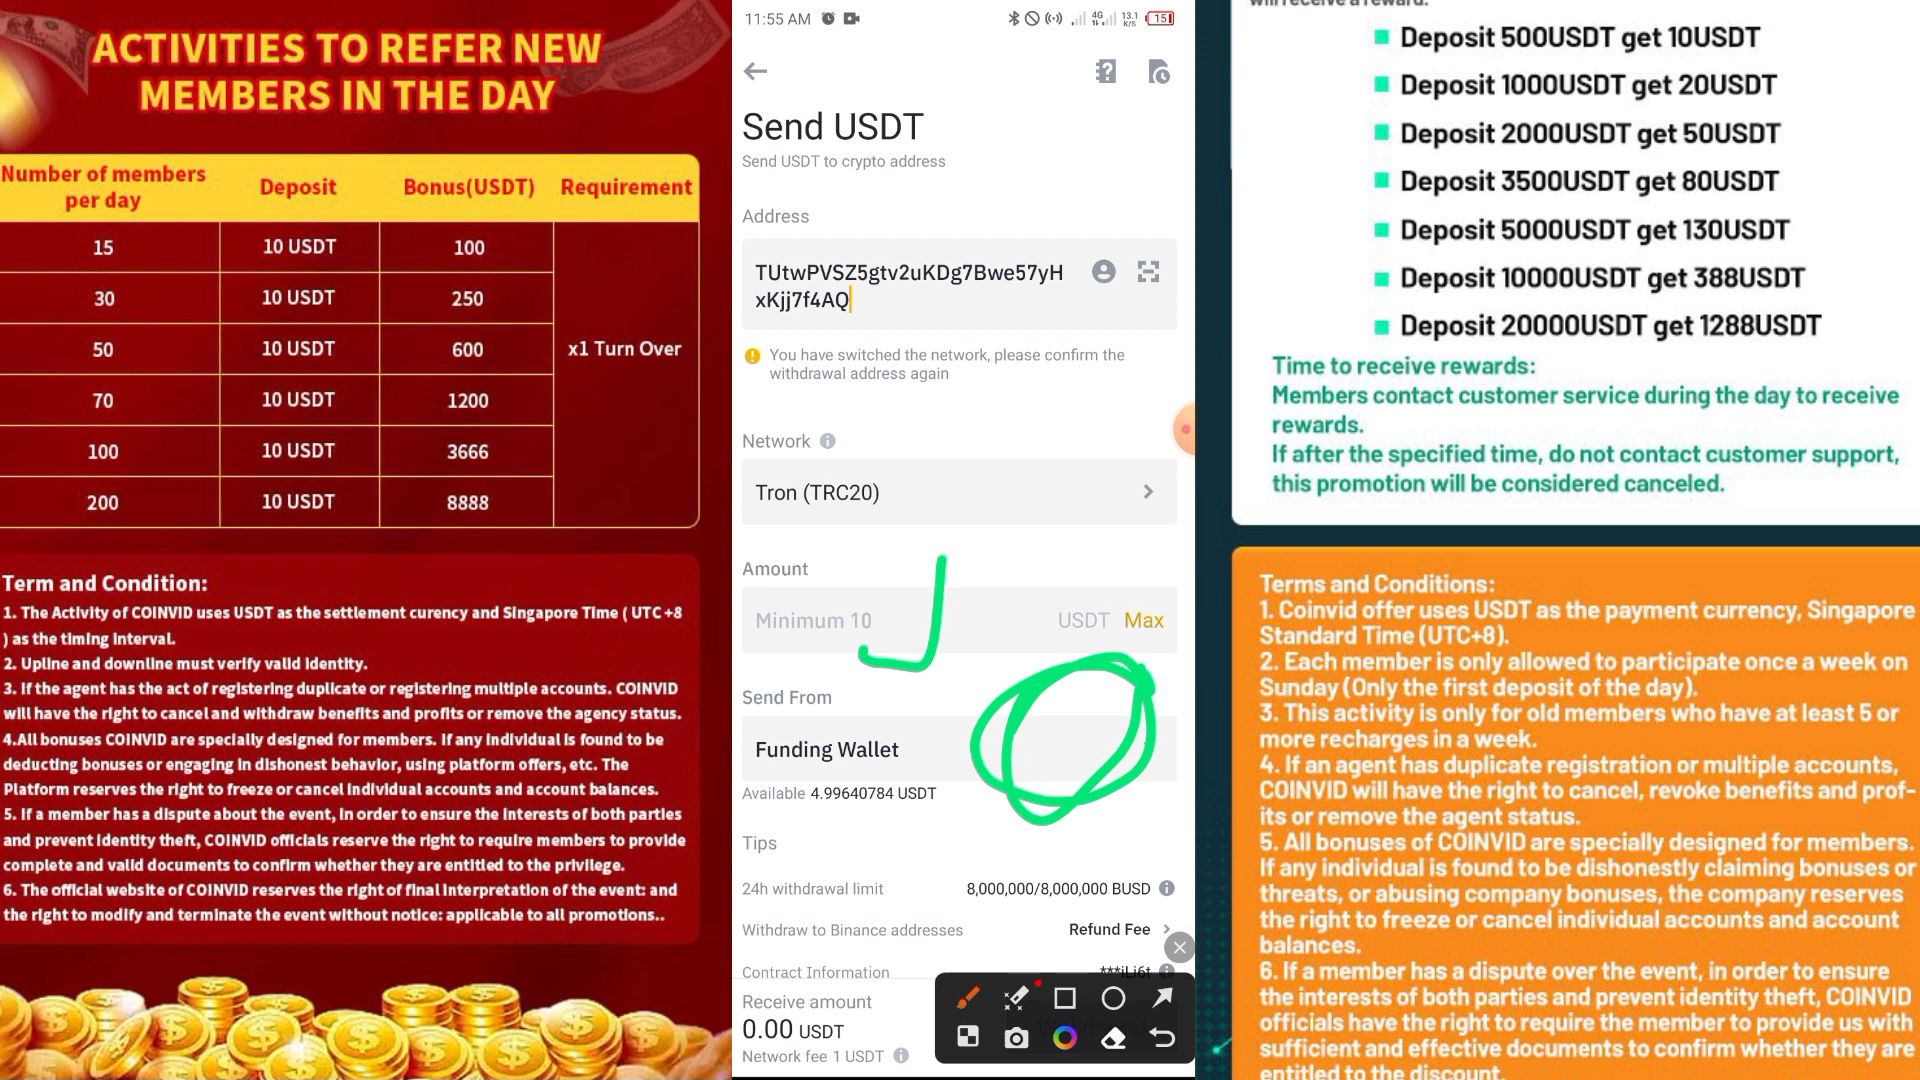 ACTIVITIES TO REFER NEW
MEMBERS IN THE DAY
Number of members per day Deposit Bonus(USDT) Requirement
15 10 USDT 100
30 10 USDT 250
50 10 USDT 600 x1 Turn Over
70 10 USDT 1200
100 10 USDT 3666
200 10 USDT 8888
Term and Condition:
1. The Activity of COINVID uses USDT as the settlement curency and Singapore Time ( UTC +8
) as the timing interval.
2. Upline and downline must verify valid identity.
3. If the agent has the act of registering duplicate or registering multiple accounts. COINVID
will have the right to cancel and withdraw benefits and profits or remove the agency status.
4.All bonuses COINVID are specially designed for members. If any individual is found to be
deducting bonuses or engaging in dishonest behavior, using platform offers, etc. The
Platform reserves the right to freeze or cancel individual accounts and account balances.
5. If a member has a dispute about the event, in order to ensure the interests of both parties
and prevent identity theft, COINVID officials reserve the right to require members to provide
complete and valid documents to confirm whether they are entitled to the privilege.
6. The official website of COINVID reserves the right of final interpretation of the event: and
the right to modify and terminate the event without notice: applicable to all promotions..
11:55 AM 4G 13.1 K/S 15
Send USDT
Send USDT to crypto address
Address
TUtwPVSZ5gtv2uKDg7Bwe57yH
xKjj7f4AQ
You have switched the network, please confirm the
withdrawal address again
Network
Tron (TRC20)
Amount
Minimum 10 USDT Max
Send From
Funding Wallet
Available 4.99640784 USDT
Tips
24h withdrawal limit 8,000,000/8,000,000 BUSD
Withdraw to Binance addresses Refund Fee
Contract Information ***jLj6t
Receive amount
0.00 USDT
Network fee 1 USDT
will receive a reward.
Deposit 500USDT get 10USDT
Deposit 1000USDT get 20USDT
Deposit 2000USDT get 50USDT
Deposit 3500USDT get 80USDT
Deposit 5000USDT get 130USDT
Deposit 10000USDT get 388USDT
Deposit 20000USDT get 1288USDT
Time to receive rewards:
Members contact customer service during the day to receive
rewards.
If after the specified time, do not contact customer support,
this promotion will be considered canceled.
Terms and Conditions:
1. Coinvid offer uses USDT as the payment currency, Singapore
Standard Time (UTC+8).
2. Each member is only allowed to participate once a week on
Sunday (Only the first deposit of the day).
3. This activity is only for old members who have at least 5 or
more recharges in a week.
4. If an agent has duplicate registration or multiple accounts,
COINVID will have the right to cancel, revoke benefits and prof-
its or remove the agent status.
5. All bonuses of COINVID are specially designed for members.
If any individual is found to be dishonestly claiming bonuses or
threats, or abusing company bonuses, the company reserves
the right to freeze or cancel individual accounts and account
balances.
6. If a member has a dispute over the event, in order to ensure
the interests of both parties and prevent identity theft, COINVID
officials have the right to require the member to provide us with
sufficient and effective documents to confirm whether they are
entitled to the discount.